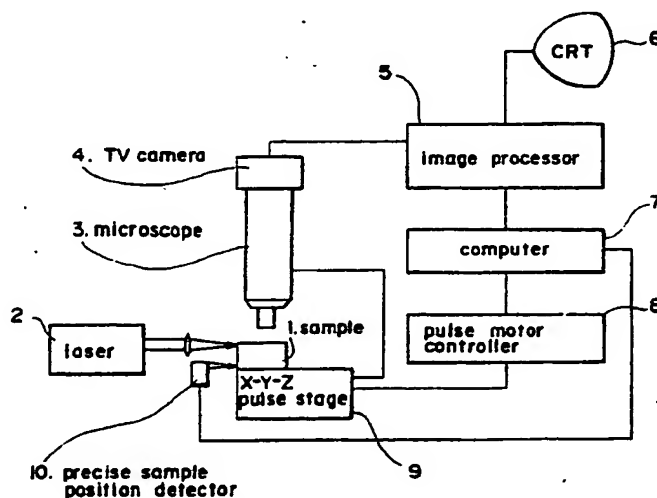 CRT
6
5
4. TV camera
image processor
3. microscope
7
computer
2
laser
1. sample
8
pulse motor
controller
X-Y-Z
pulse stage
10. precise sample
position detector
9